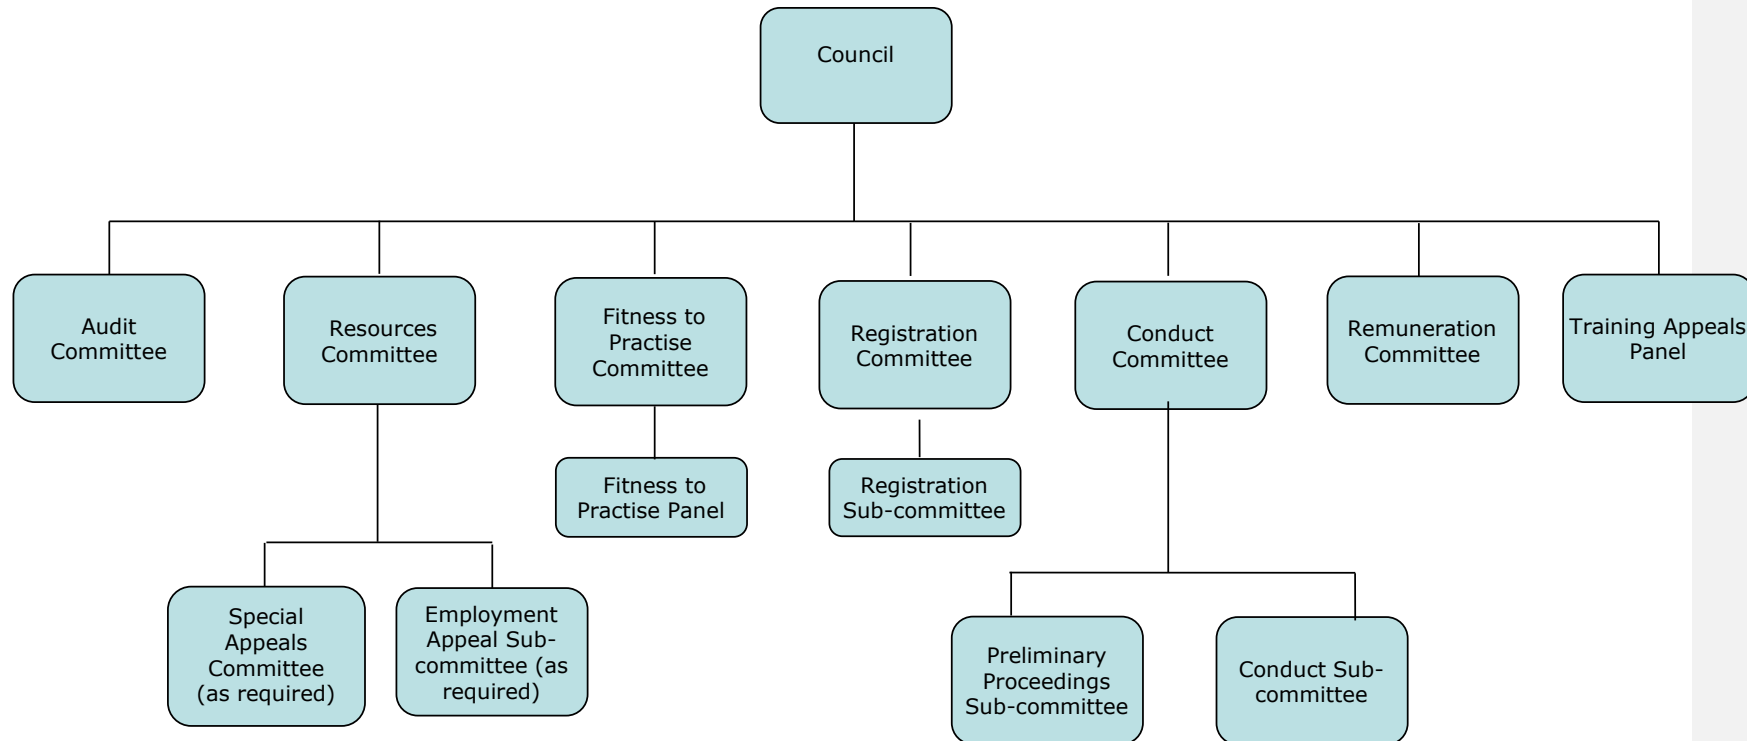 Council
Audit
Committee
Resources
Committee
Fitness to
Practise
Committee
Registration
Committee
Conduct
Committee
Remuneration
Committee
Training Appeals
Panel
Fitness to
Practise Panel
Registration
Sub-committee
Special
Appeals
Committee
(as required)
Employment
Appeal Sub-
committee (as
required)
Preliminary
Proceedings
Sub-committee
Conduct Sub-
committee